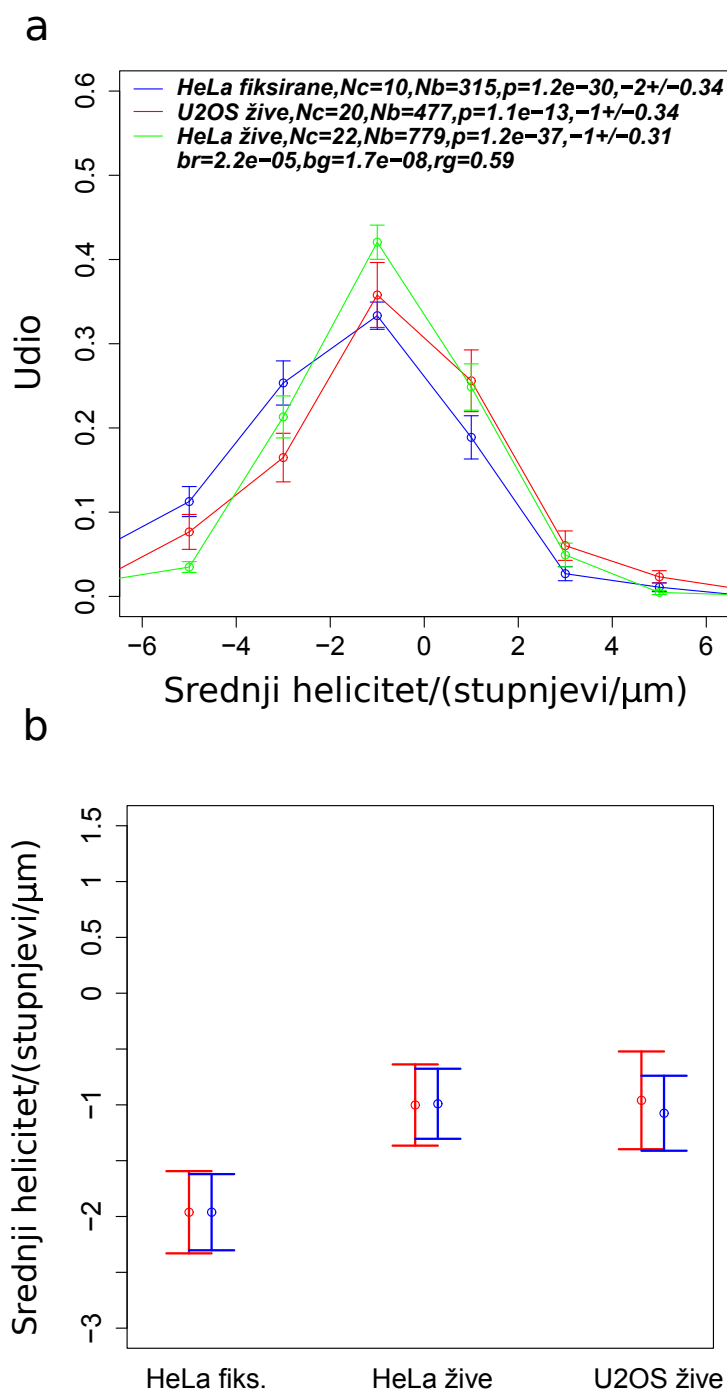 a
HeLa fiksirane,Nc=10,Nb=315,p=1.2e−30,−2+/−0.34
U2OS žive,Nc=20,Nb=477,p=1.1e−13,−1+/−0.34
HeLa žive,Nc=22,Nb=779,p=1.2e−37,−1+/−0.31
br=2.2e−05,bg=1.7e−08,rg=0.59
Udio
0.6
0.5
0.4
0.3
0.2
0.1
0.0
−6 −4 −2 0 2 4 6
Srednji helicitet/(stupnjevi/μm)
b
Srednji helicitet/(stupnjevi/μm)
1.5
1
0.5
0
−1
−2
−3
HeLa fiks. HeLa žive U2OS žive